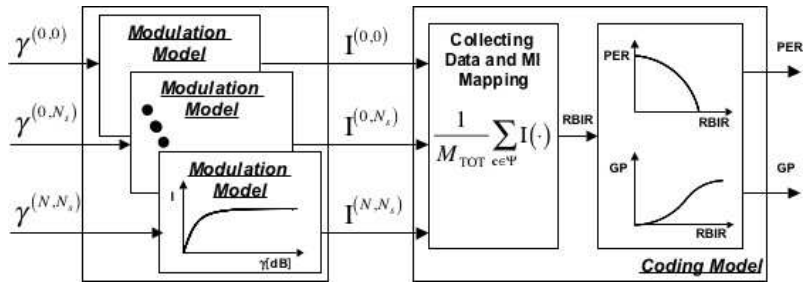 γ^(0,0)
γ^(0,N_s)
γ^(N,N_s)
Modulation
Model
Modulation
Model
Modulation
Model
I
γ[dB]
I^(0,0)
I^(0,N_s)
I^(N,N_s)
Collecting
Data and MI
Mapping
1/M_TOT ∑_{c∈Ψ} I(·)
RBIR
PER
RBIR
GP
RBIR
Coding Model
PER
GP